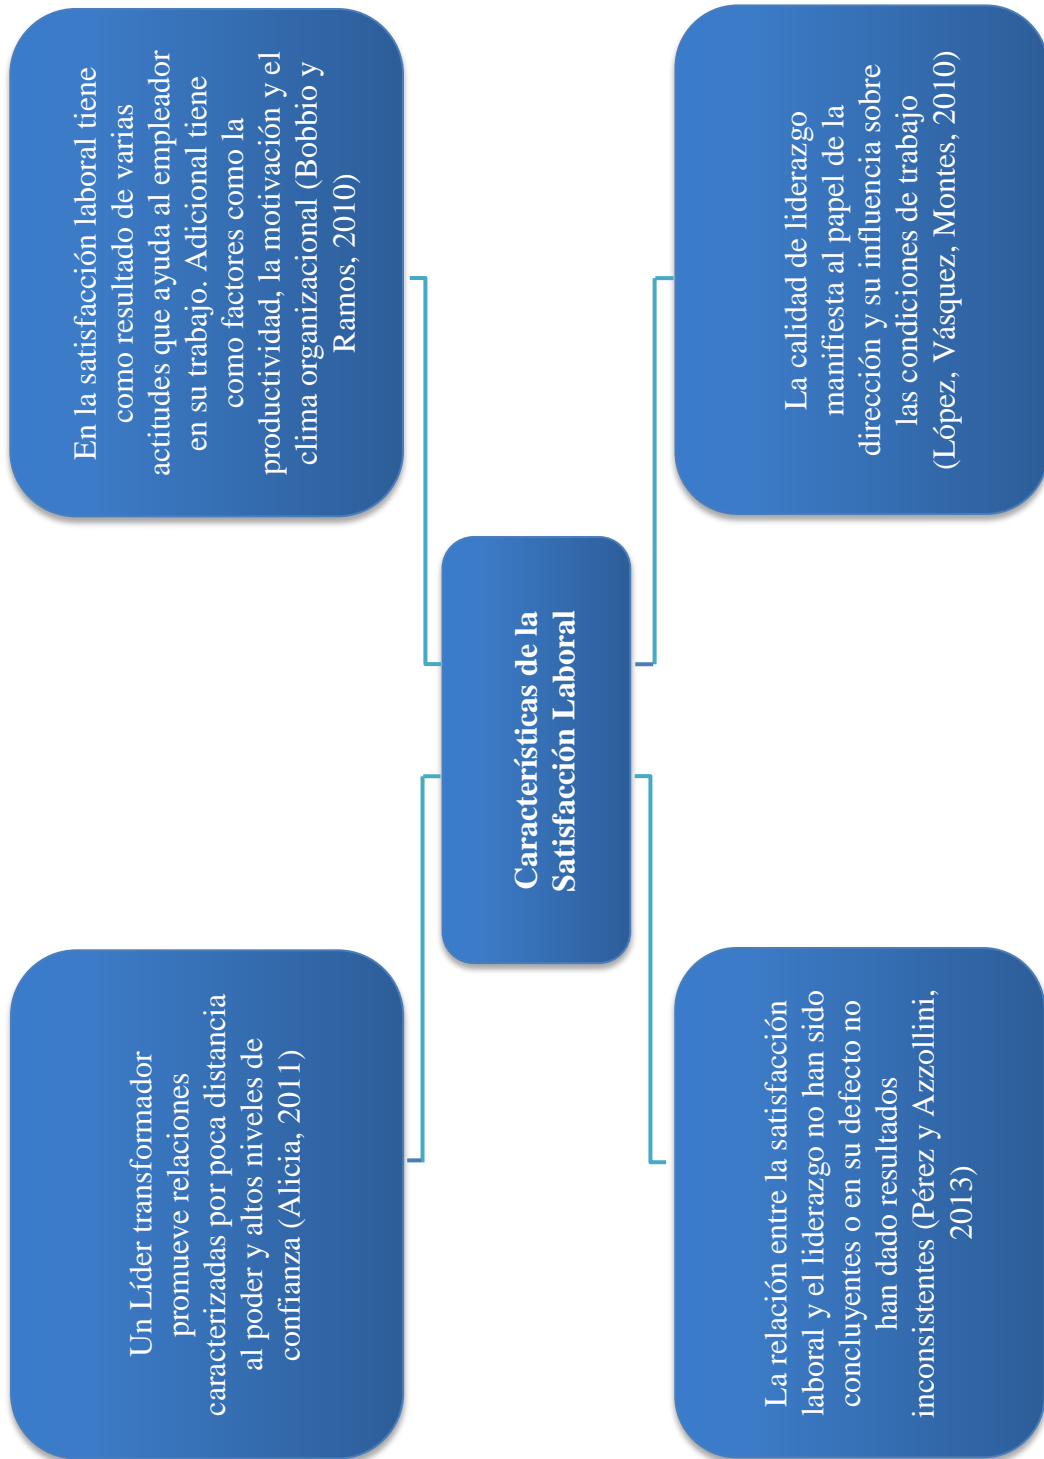 Un Líder transformador
promueve relaciones
caracterizadas por poca distancia
al poder y altos niveles de
confianza (Alicia, 2011)
En la satisfacción laboral tiene
como resultado de varias
actitudes que ayuda al empleador
en su trabajo. Adicional tiene
como factores como la
productividad, la motivación y el
clima organizacional (Bobbio y
Ramos, 2010)
Características de la
Satisfacción Laboral
La relación entre la satisfacción
laboral y el liderazgo no han sido
concluyentes o en su defecto no
han dado resultados
inconsistentes (Pérez y Azzollini,
2013)
La calidad de liderazgo
manifiesta al papel de la
dirección y su influencia sobre
las condiciones de trabajo
(López, Vásquez, Montes, 2010)